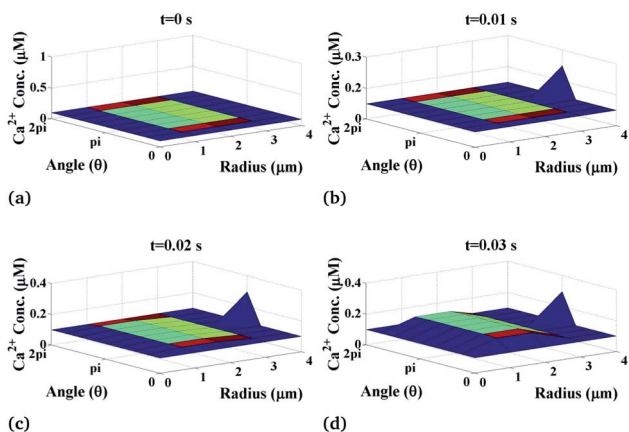 t=0 s
Ca2+ Conc. (μM)
1
0.5
0
2pi
pi
0
Angle (θ)
0
1
2
3
4
Radius (μm)
(a)
t=0.01 s
Ca2+ Conc. (μM)
0.3
0.2
0
2pi
pi
0
Angle (θ)
0
1
2
3
4
Radius (μm)
(b)
t=0.02 s
Ca2+ Conc. (μM)
0.4
0.2
0
2pi
pi
0
Angle (θ)
0
1
2
3
4
Radius (μm)
(c)
t=0.03 s
Ca2+ Conc. (μM)
0.4
0.2
0
2pi
pi
0
Angle (θ)
0
1
2
3
4
Radius (μm)
(d)